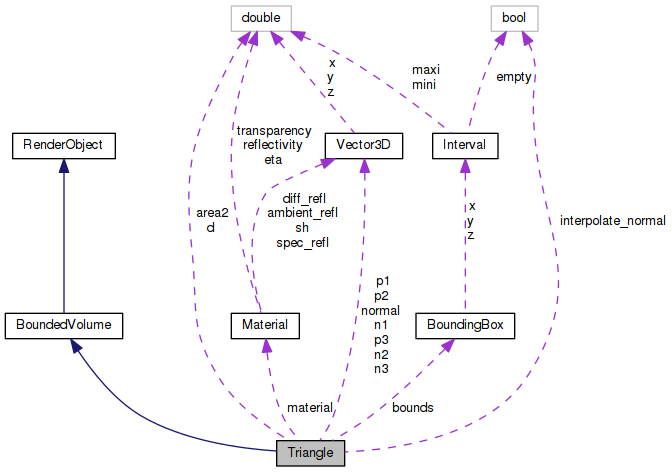 double
bool
x
y
z
maxi
mini
empty
transparency
reflectivity
eta
RenderObject
Vector3D
Interval
diff_refl
ambient_refl
sh
spec_refl
area2
d
x
y
z
interpolate_normal
p1
p2
normal
n1
p3
n2
n3
BoundedVolume
Material
BoundingBox
material
bounds
Triangle